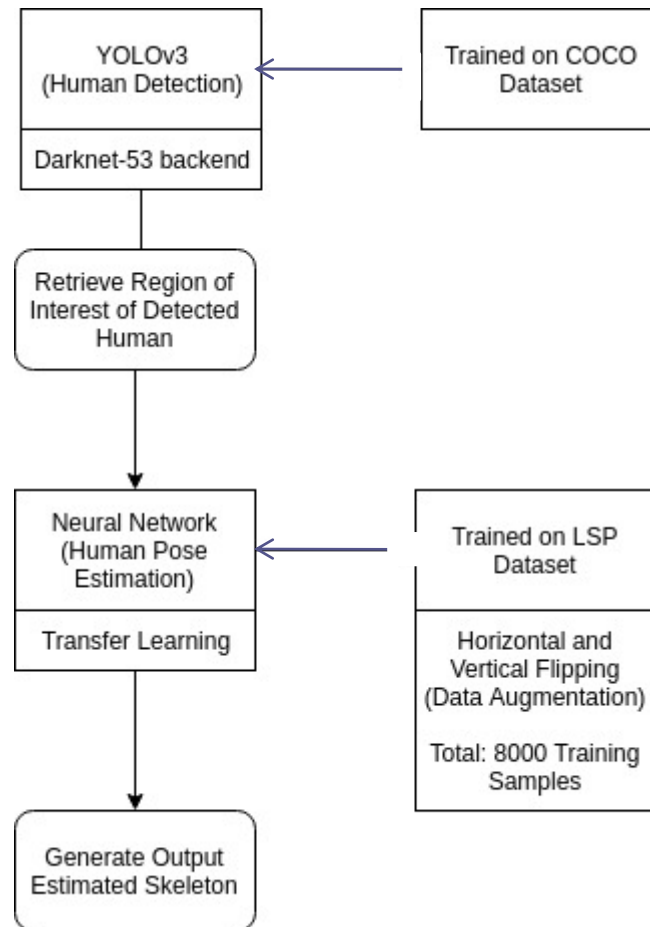 YOLOv3
(Human Detection)
Trained on COCO
Dataset
Darknet-53 backend
Retrieve Region of
Interest of Detected
Human
Neural Network
(Human Pose
Estimation)
Trained on LSP
Dataset
Transfer Learning
Horizontal and
Vertical Flipping
(Data Augmentation)
Total: 8000 Training
Samples
Generate Output
Estimated Skeleton